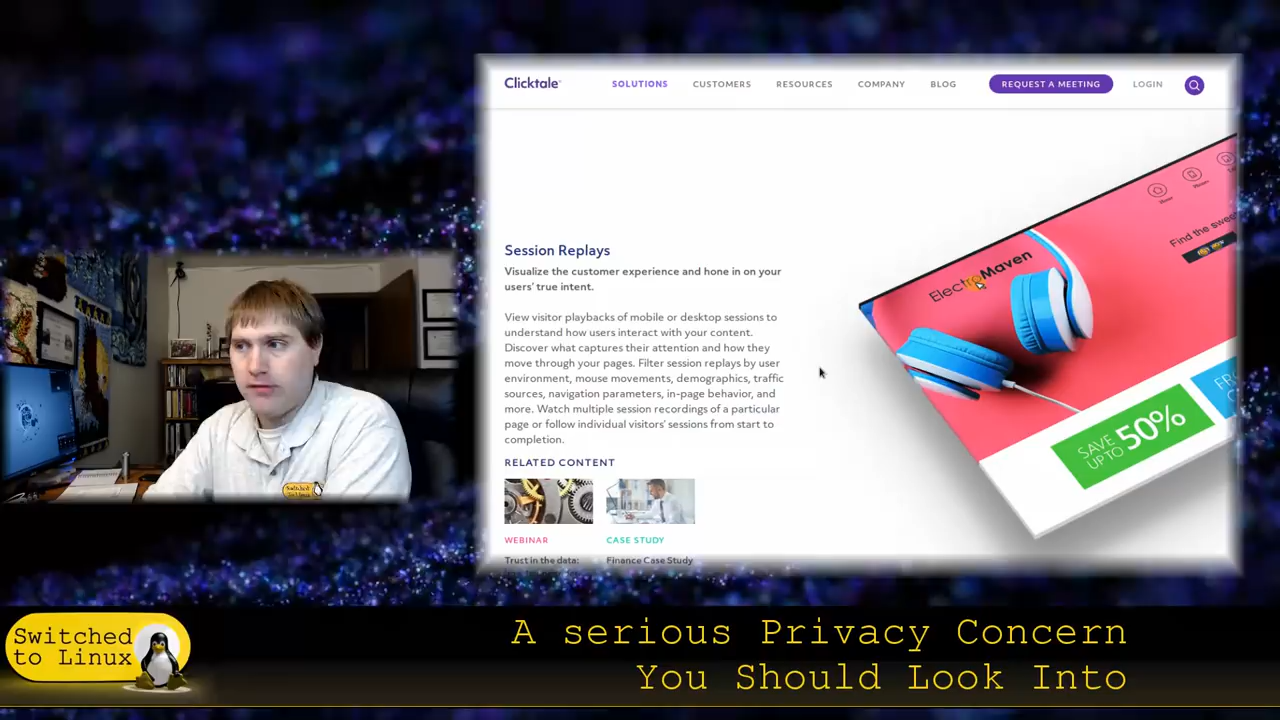 Clicktale
SOLUTIONS CUSTOMERS RESOURCES COMPANY BLOG REQUEST A MEETING LOGIN
Session Replays
Visualize the customer experience and hone in on your
users' true intent.
View visitor playbacks of mobile or desktop sessions to
understand how users interact with your content.
Discover what captures their attention and how they
move through your pages. Filter session replays by user
environment, mouse movements, demographics, traffic
sources, navigation parameters, in-page behavior, and
more. Watch multiple session recordings of a particular
page or follow individual visitors' sessions from start to
completion.
RELATED CONTENT
WEBINAR CASE STUDY
Trust in the data: Finance Case Study
ElectroMaven
Find the swee
SAVE
UP TO 50%
FR
Switched
to Linux
A serious Privacy Concern
You Should Look Into